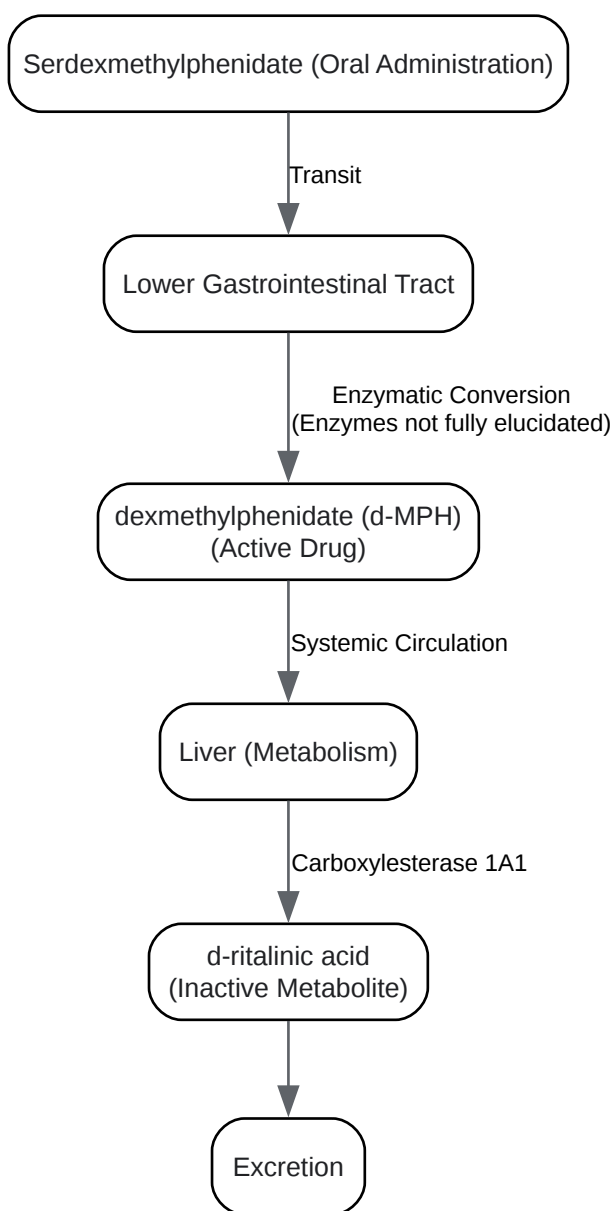 Serdexmethylphenidate (Oral Administration)
Transit
Lower Gastrointestinal Tract
Enzymatic Conversion
(Enzymes not fully elucidated)
dexmethylphenidate (d-MPH)
(Active Drug)
Systemic Circulation
Liver (Metabolism)
Carboxylesterase 1A1
d-ritalinic acid
(Inactive Metabolite)
Excretion